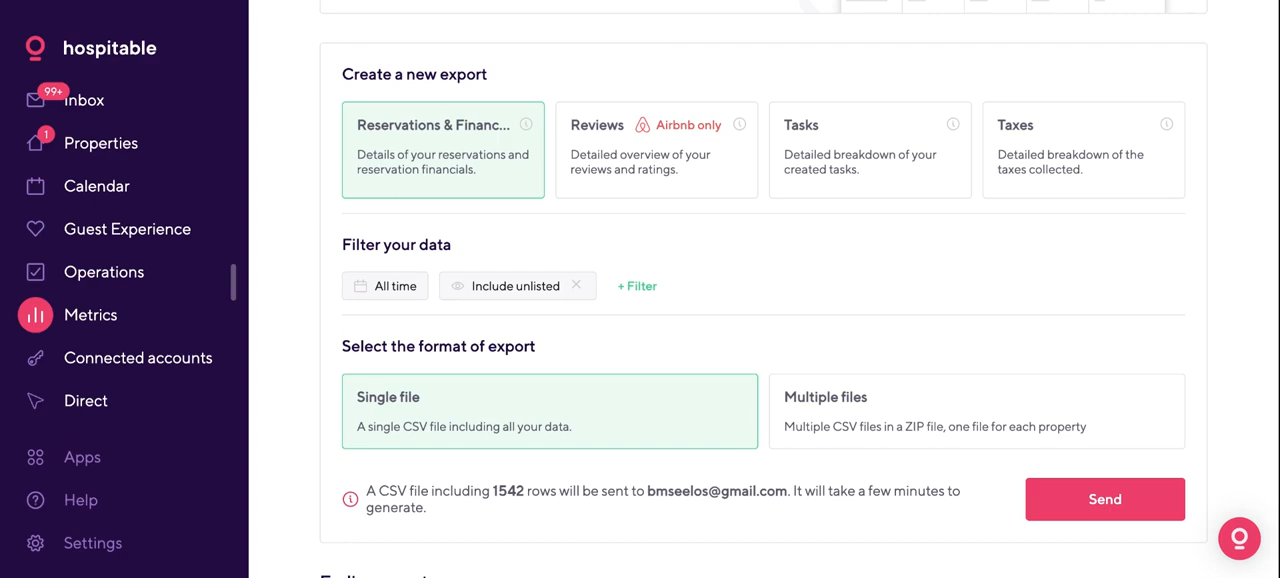 hospitable
99+
Inbox
1
Properties
Calendar
Guest Experience
Operations
Metrics
Connected accounts
Direct
Apps
Help
Settings
Create a new export
Reservations & Financ...
Details of your reservations and
reservation financials.
Reviews Airbnb only
Detailed overview of your
reviews and ratings.
Tasks
Detailed breakdown of your
created tasks.
Taxes
Detailed breakdown of the
taxes collected.
Filter your data
All time
Include unlisted
+ Filter
Select the format of export
Single file
A single CSV file including all your data.
Multiple files
Multiple CSV files in a ZIP file, one file for each property
A CSV file including 1542 rows will be sent to bmseelos@gmail.com. It will take a few minutes to
generate.
Send